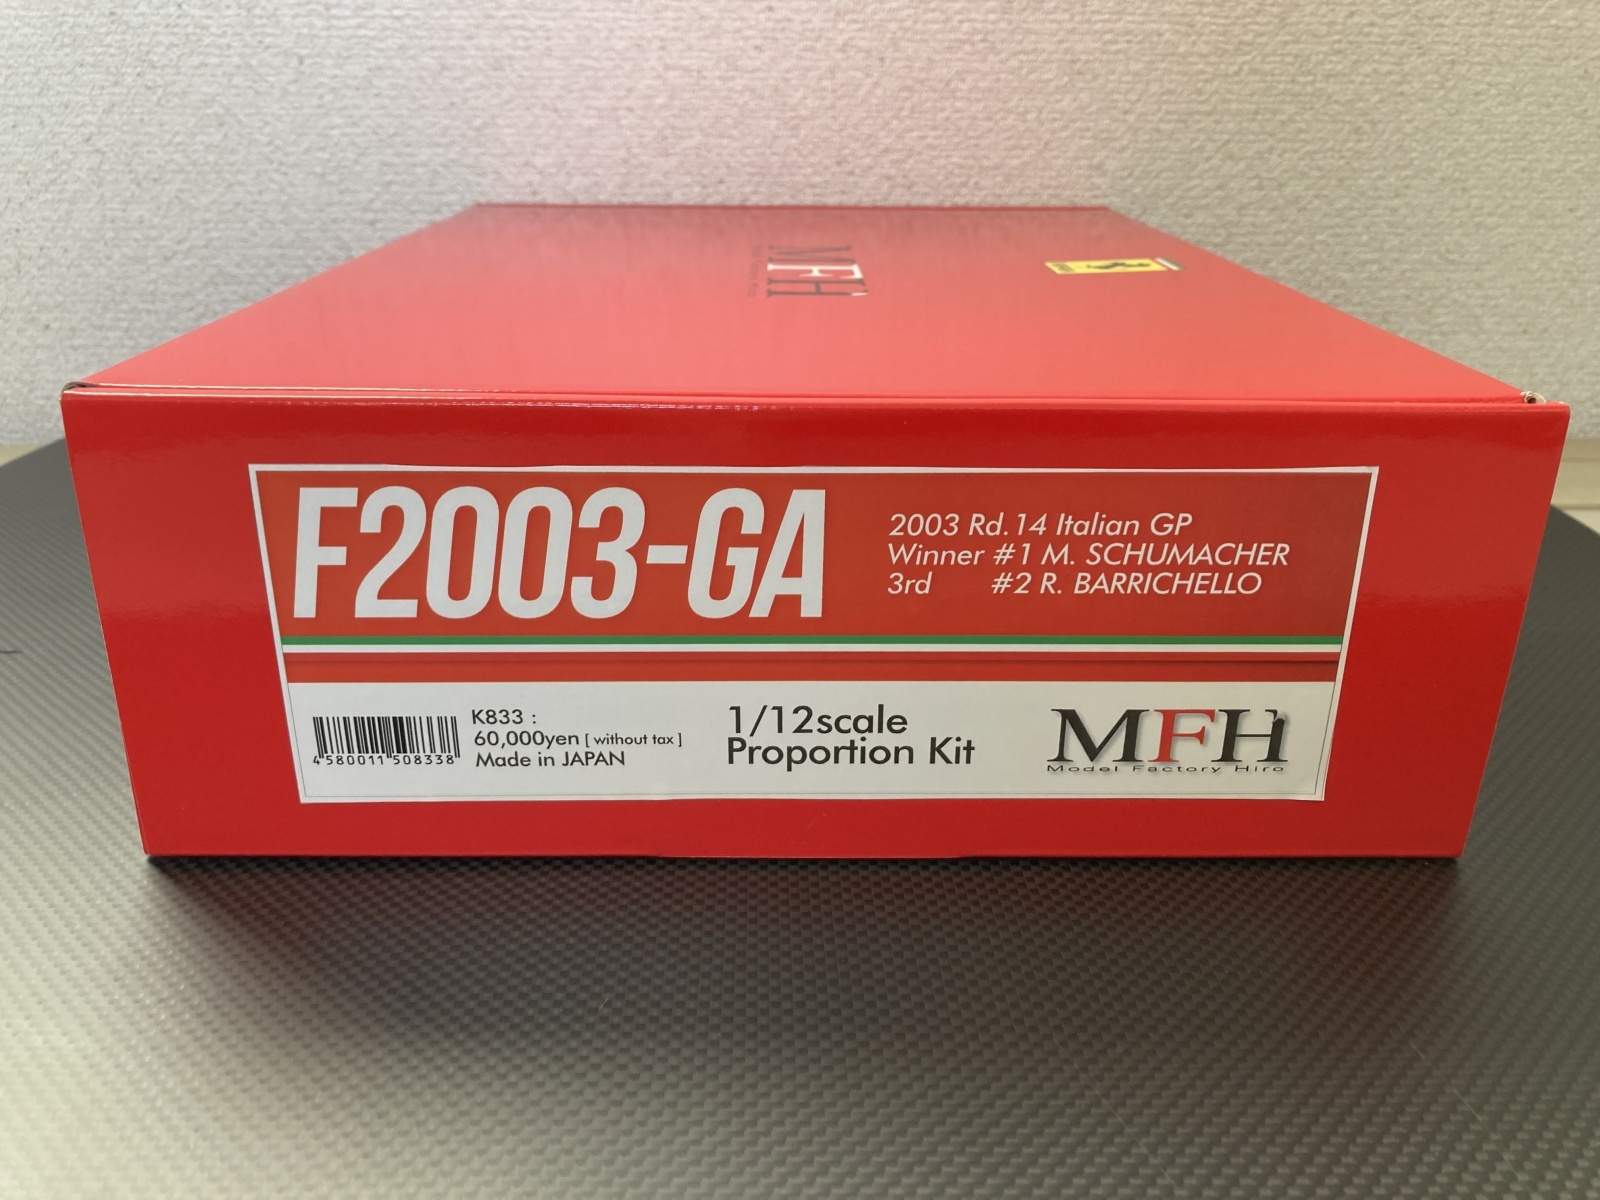 MFH
F2003-GA
2003 Rd.14 Italian GP
Winner #1 M. SCHUMACHER
3rd #2 R. BARRICHELLO
4580011508338
K833 :
60,000yen [ without tax ]
Made in JAPAN
1/12scale
Proportion Kit
MFH
Model Factory Hiro